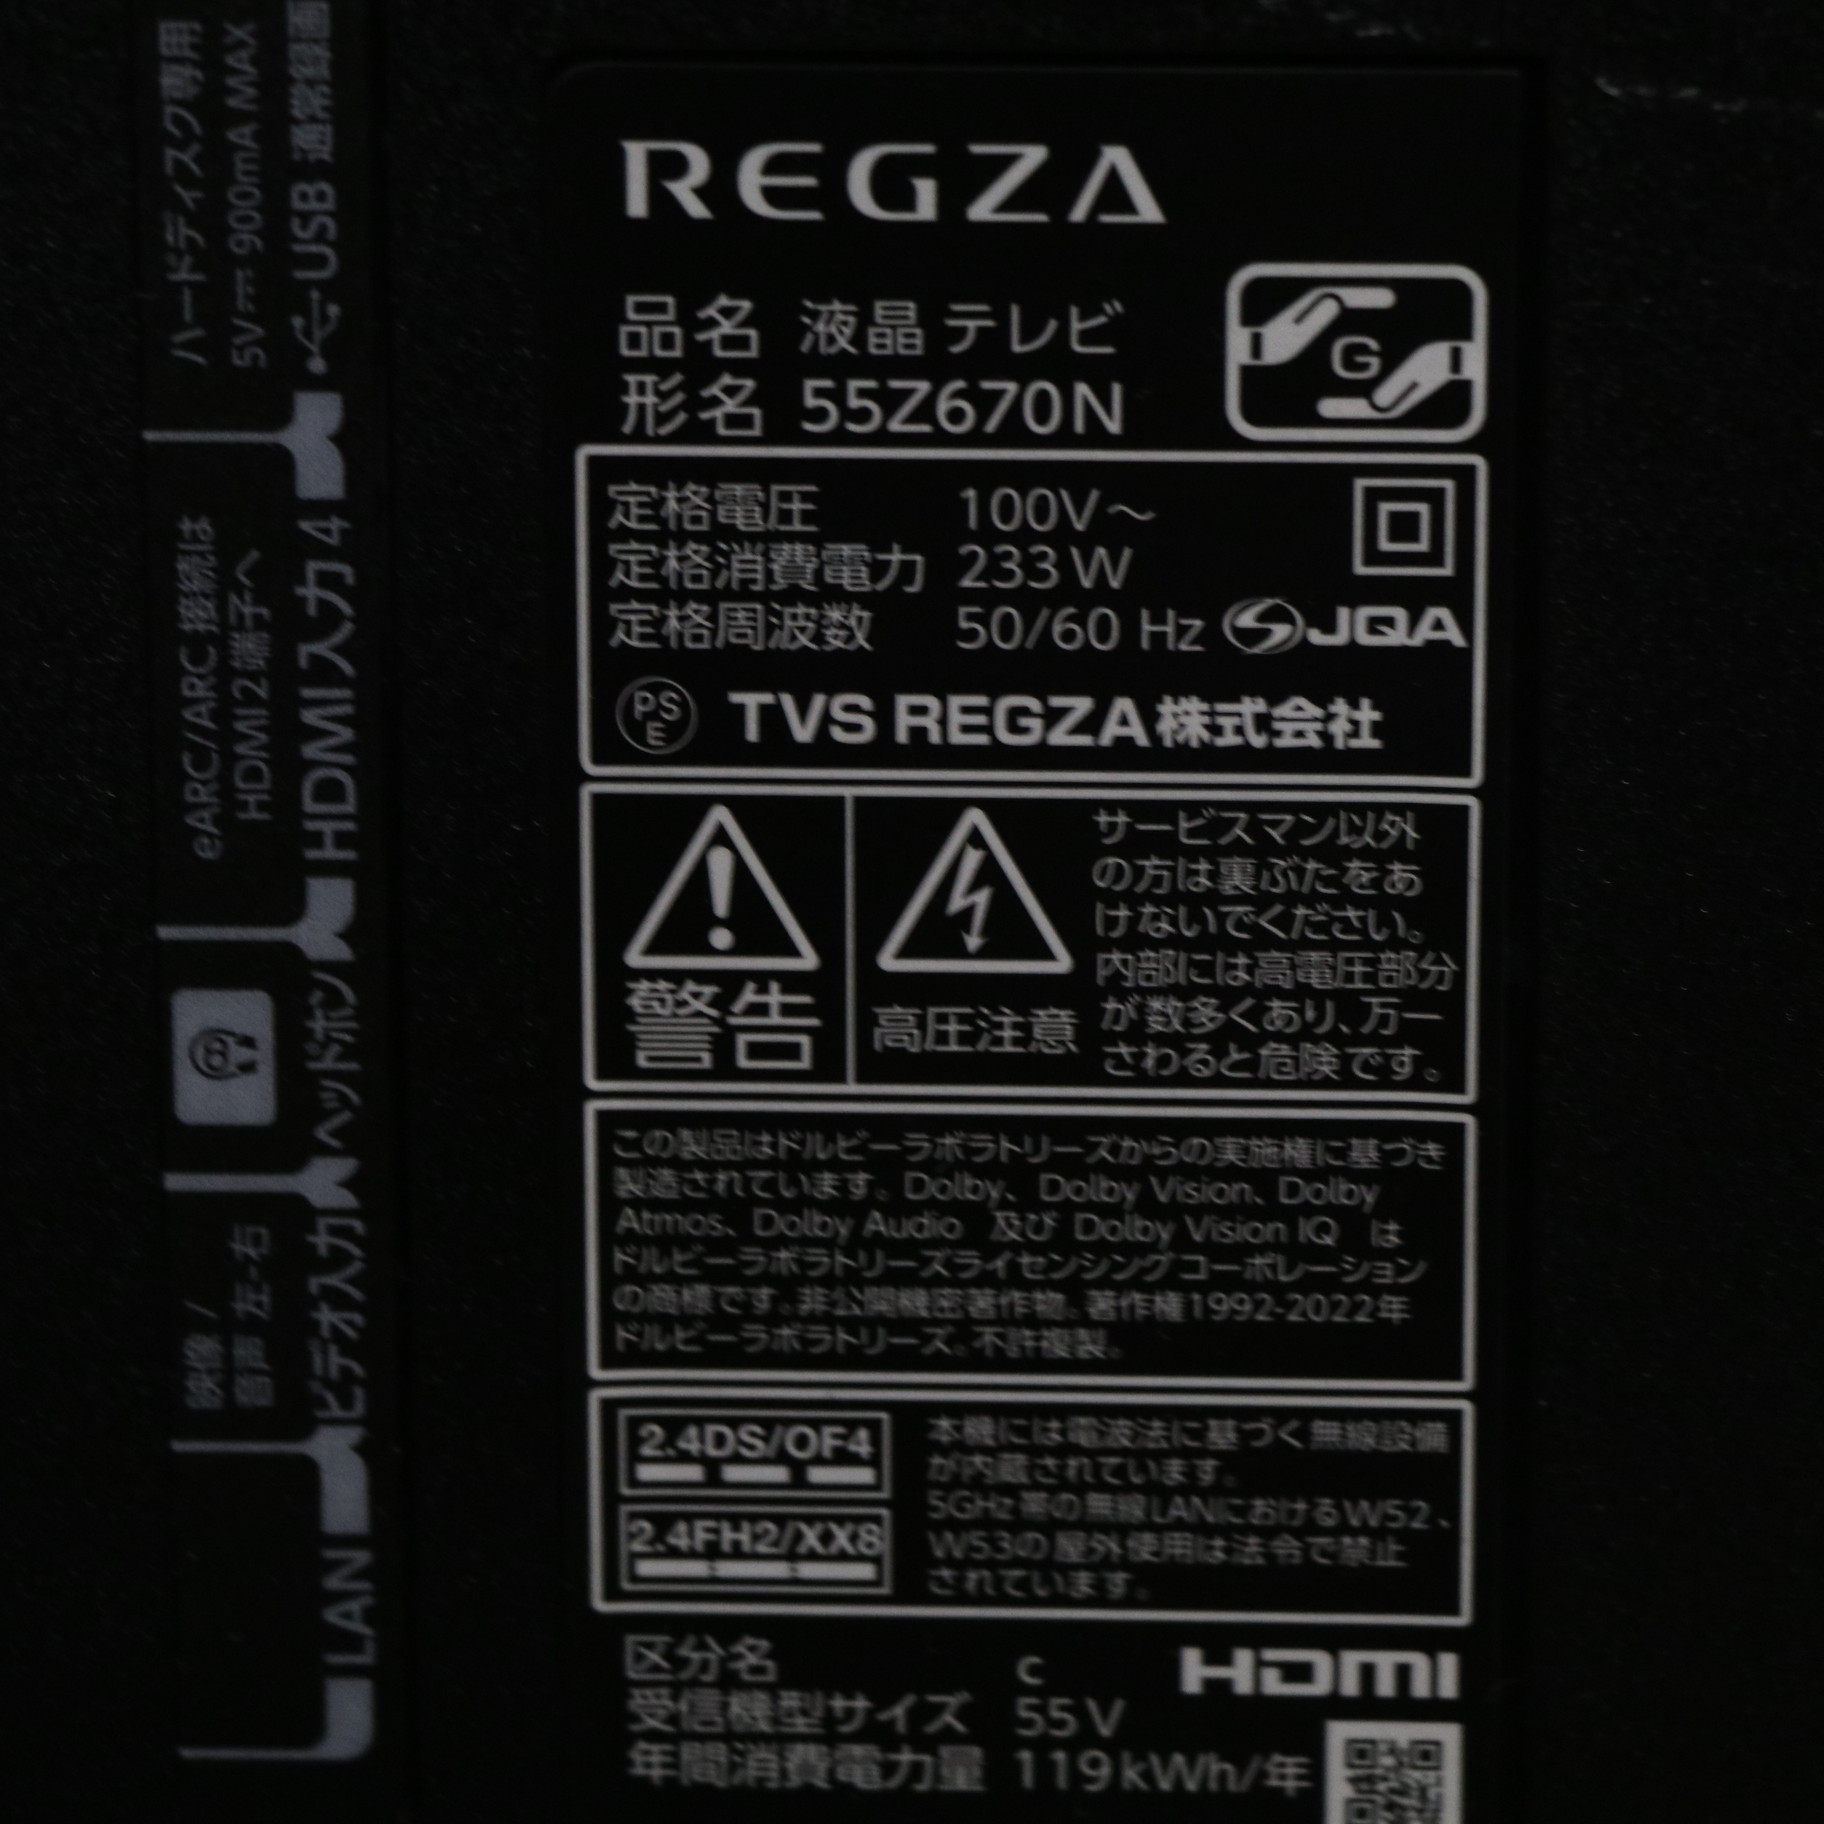 ハードディスク専用
5V⎓900mA MAX
USB 通常録画
eARC/ARC 接続は
HDMI 2端子へ
HDMI入力 4
ヘッドホン
映像 /
音声 左-右
ビデオ入力
LAN
REGZA
品名 液晶 テレビ
形名 55Z670N
G
定格電圧 100V～
定格消費電力 233 W
定格周波数 50/60 Hz
JQA
PS
E
TVS REGZA株式会社
警告
高圧注意
サービスマン以外
の方は裏ぶたをあ
けないでください。
内部には高電圧部分
が数多くあり、万一
さわると危険です。
この製品はドルビーラボラトリーズからの実施権に基づき
製造されています。Dolby、Dolby Vision、Dolby
Atmos、Dolby Audio 及び Dolby Vision IQ は
ドルビーラボラトリーズライセンシングコーポレーション
の商標です。非公開機密著作物。著作権1992-2022年
ドルビーラボラトリーズ。不許複製。
2.4DS/OF4
2.4FH2/XX8
本機には電波法に基づく無線設備
が内蔵されています。
5GHz帯の無線LANにおけるW52、
W53の屋外使用は法令で禁止
されています。
区分名 c
HDMI
受信機型サイズ 55V
年間消費電力量 119kWh/年